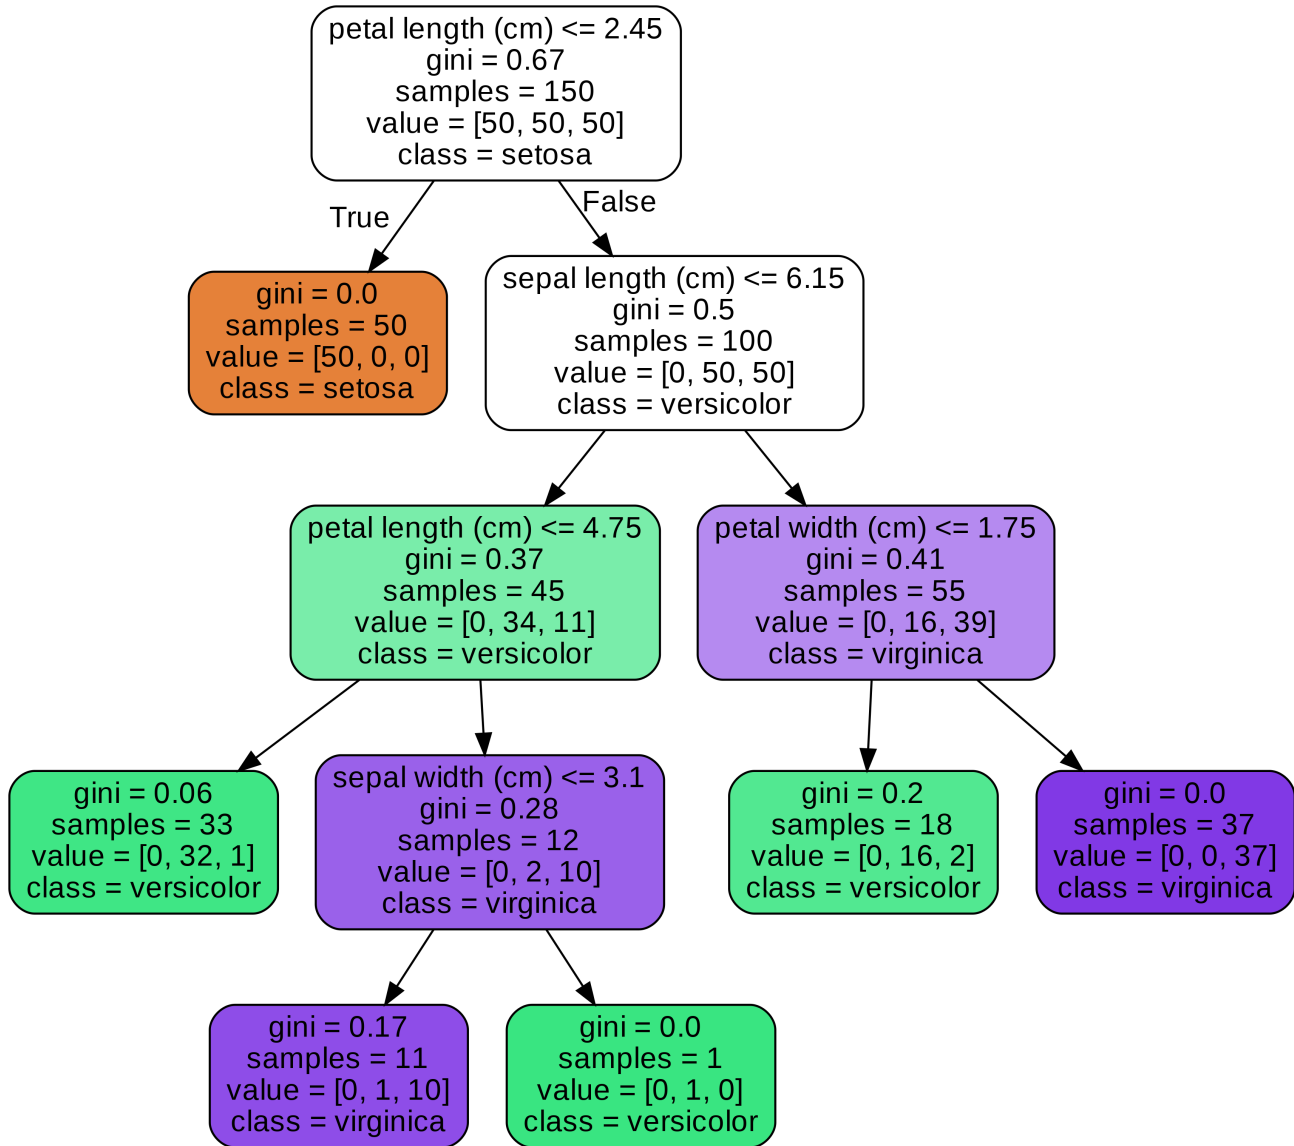 petal length (cm) <= 2.45
gini = 0.67
samples = 150
value = [50, 50, 50]
class = setosa
True
False
gini = 0.0
samples = 50
value = [50, 0, 0]
class = setosa
sepal length (cm) <= 6.15
gini = 0.5
samples = 100
value = [0, 50, 50]
class = versicolor
petal length (cm) <= 4.75
gini = 0.37
samples = 45
value = [0, 34, 11]
class = versicolor
petal width (cm) <= 1.75
gini = 0.41
samples = 55
value = [0, 16, 39]
class = virginica
gini = 0.06
samples = 33
value = [0, 32, 1]
class = versicolor
sepal width (cm) <= 3.1
gini = 0.28
samples = 12
value = [0, 2, 10]
class = virginica
gini = 0.2
samples = 18
value = [0, 16, 2]
class = versicolor
gini = 0.0
samples = 37
value = [0, 0, 37]
class = virginica
gini = 0.17
samples = 11
value = [0, 1, 10]
class = virginica
gini = 0.0
samples = 1
value = [0, 1, 0]
class = versicolor